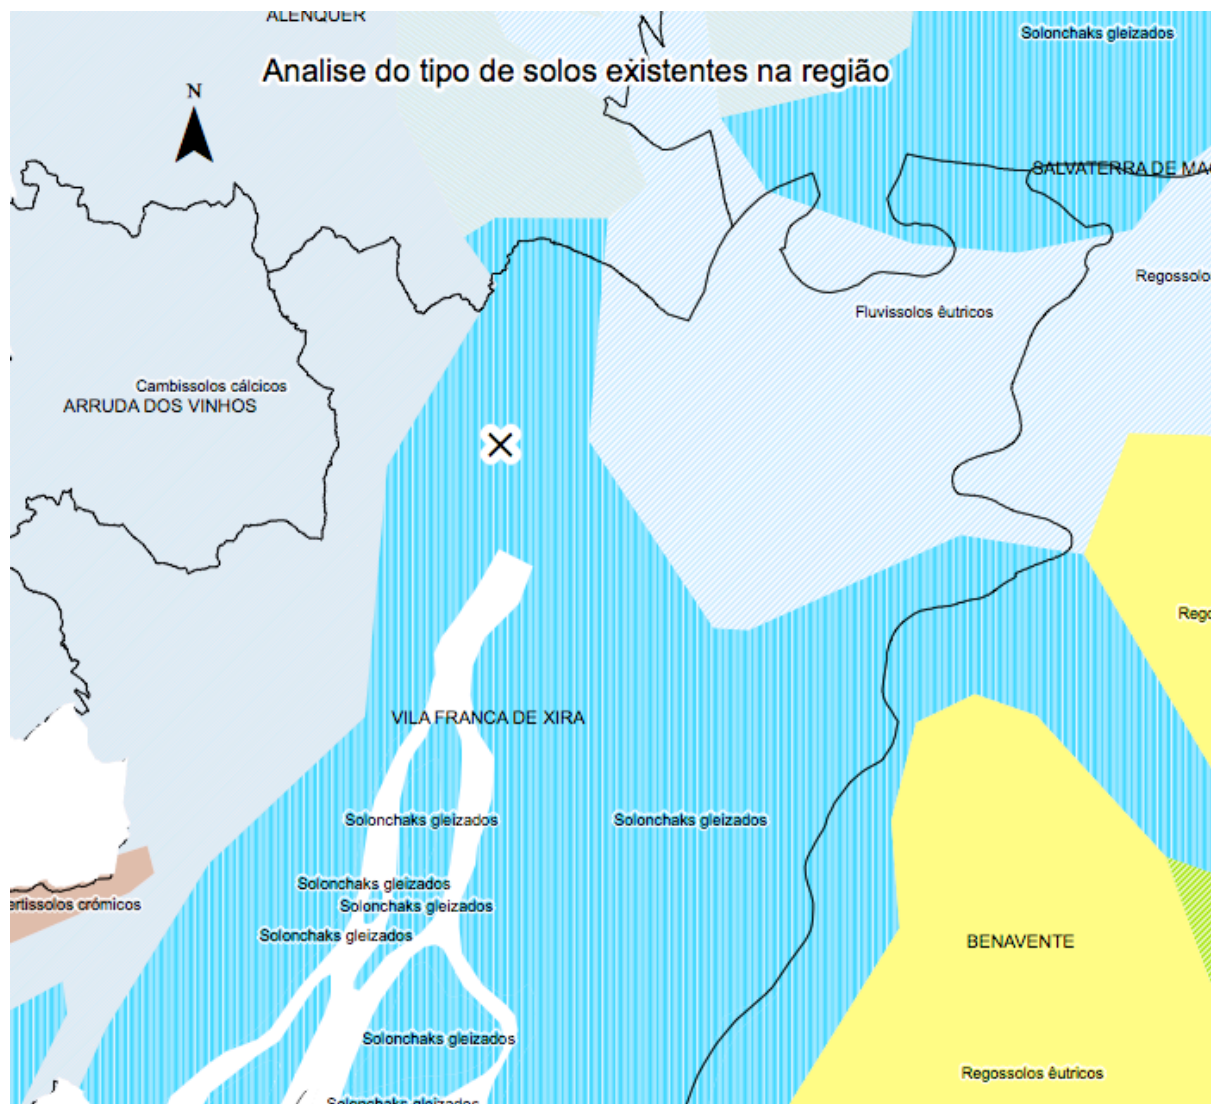 ALENQUER
Solonchaks gleizados
Analise do tipo de solos existentes na região
N
SALVATERRA DE MAG
Regossolo
Fluvissolos êutricos
Cambissolos cálcicos
ARRUDA DOS VINHOS
Rego
VILA FRANCA DE XIRA
Solonchaks gleizados
Solonchaks gleizados
Solonchaks gleizados
ertissolos crómicos
Solonchaks gleizados
Solonchaks gleizados
BENAVENTE
Solonchaks gleizados
Regossolos êutricos
Solonchaks gleizados